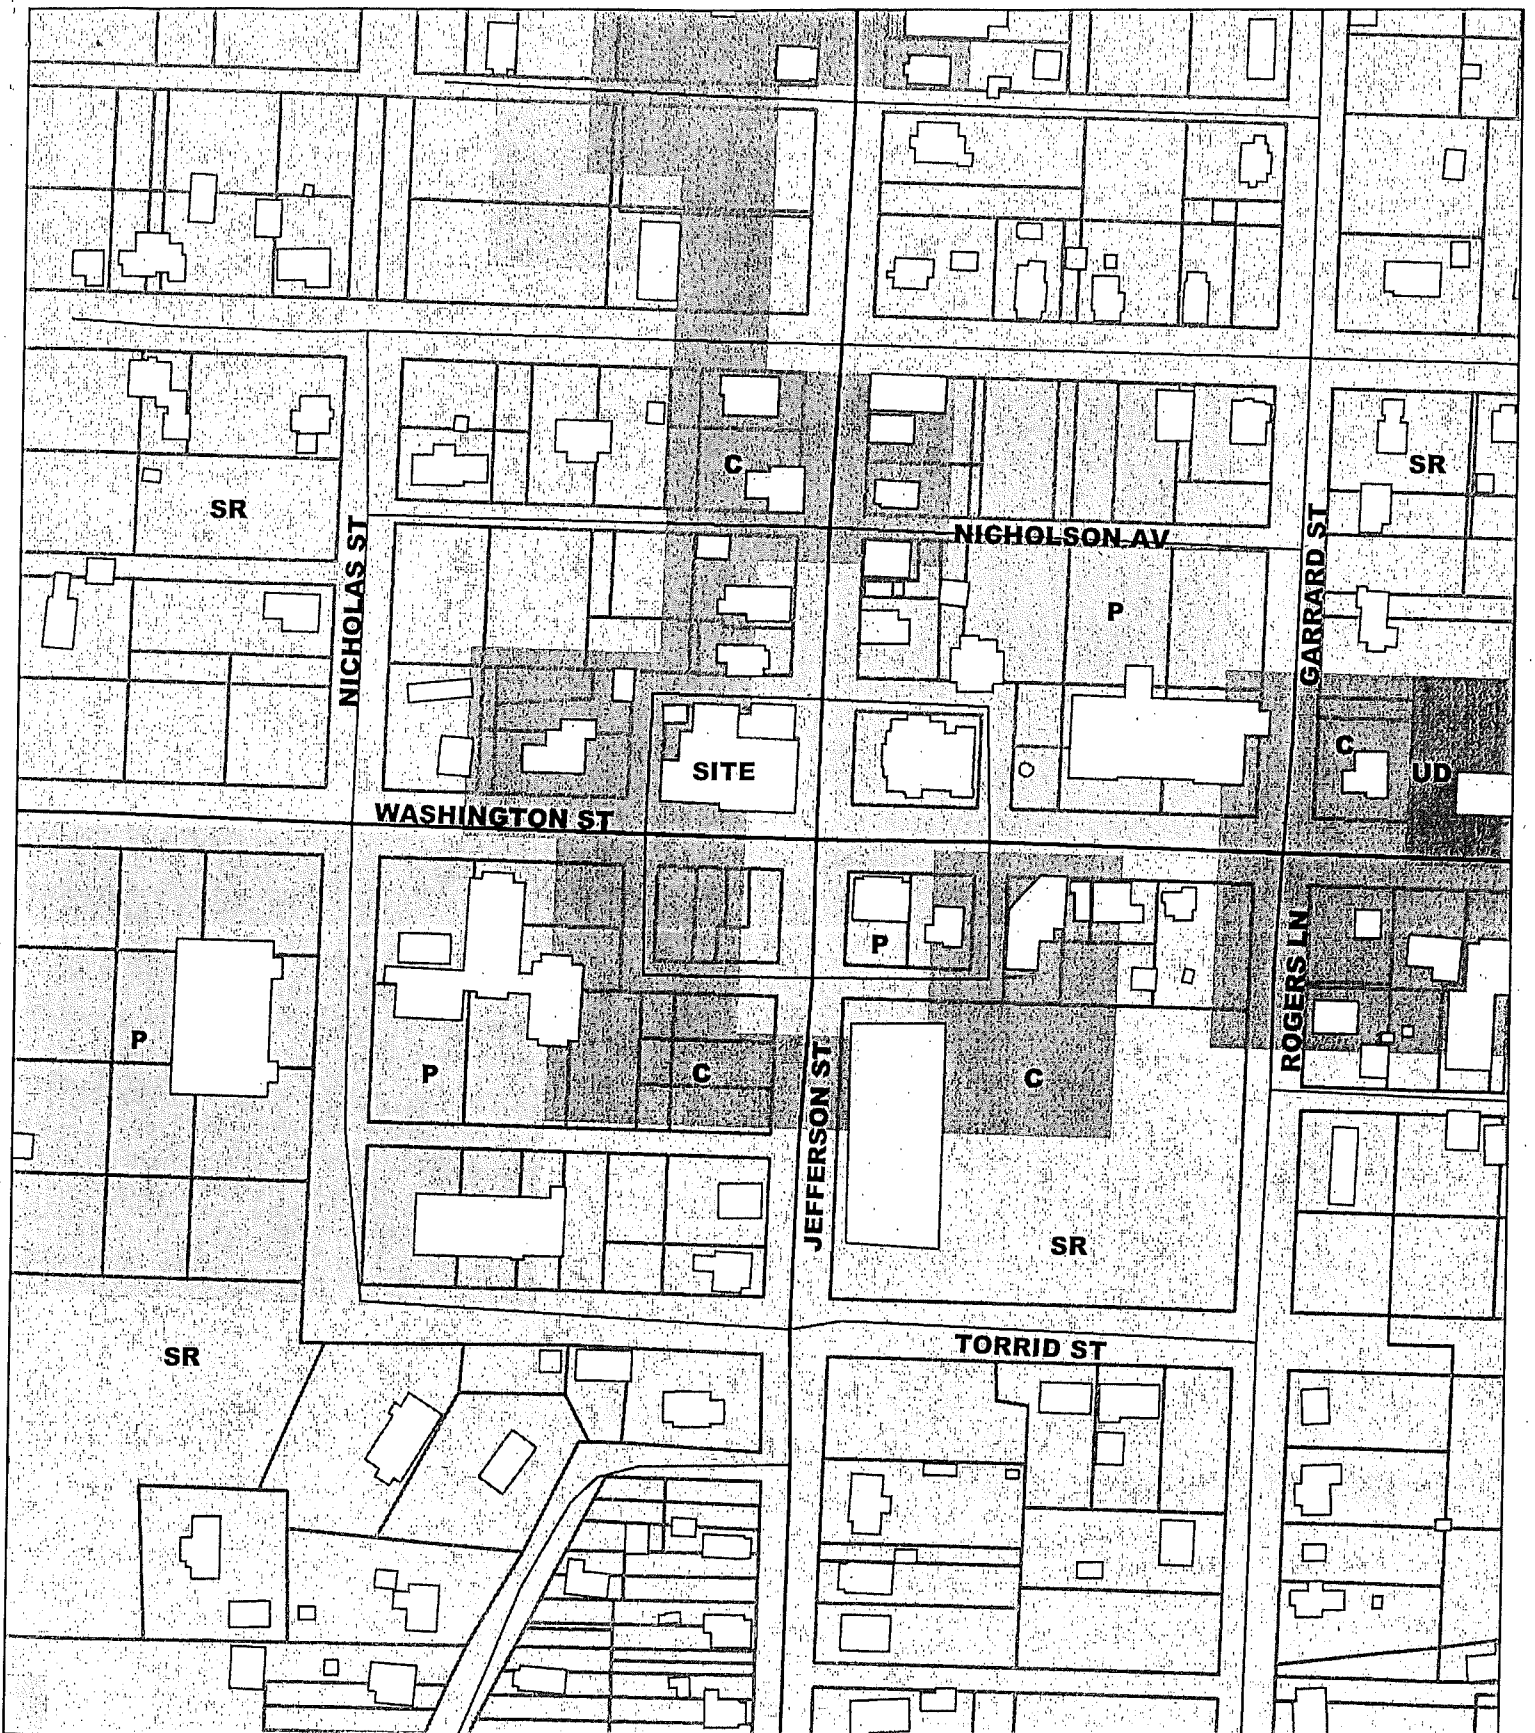 C
SR
SR
NICHOLAS ST
NICHOLSON AV
GARRARD ST
P
C
SITE
UD
WASHINGTON ST
P
ROGERS LN
P
P
C
C
JEFFERSON ST
SR
TORRID ST
SR